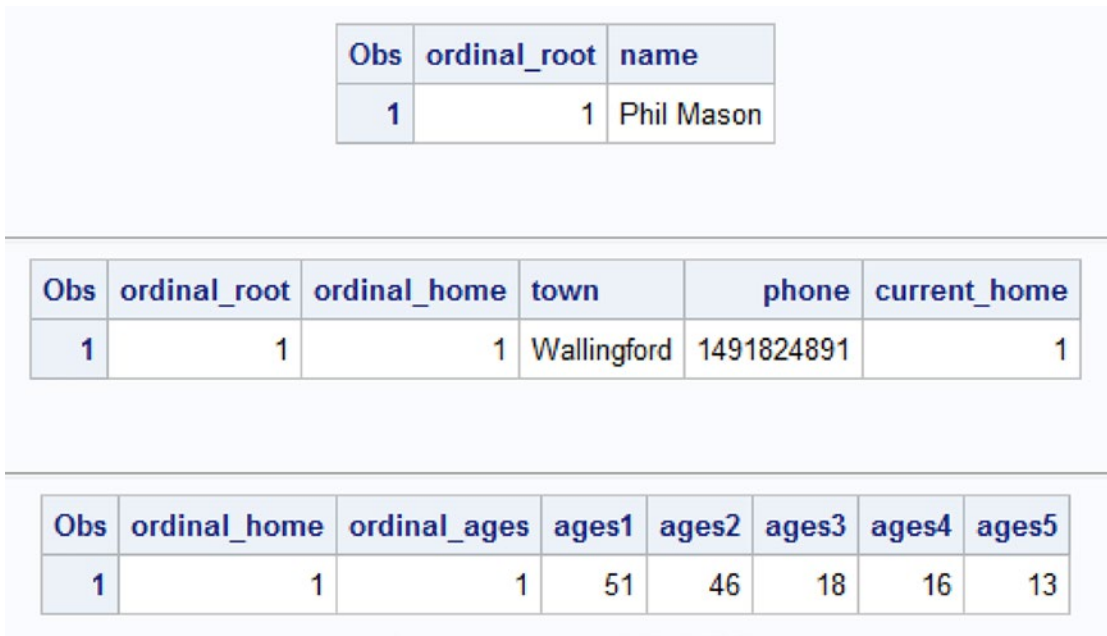 Obs ordinal_root name
1 1 Phil Mason
Obs ordinal_root ordinal_home town phone current_home
1 1 1 Wallingford 1491824891 1
Obs ordinal_home ordinal_ages ages1 ages2 ages3 ages4 ages5
1 1 1 51 46 18 16 13